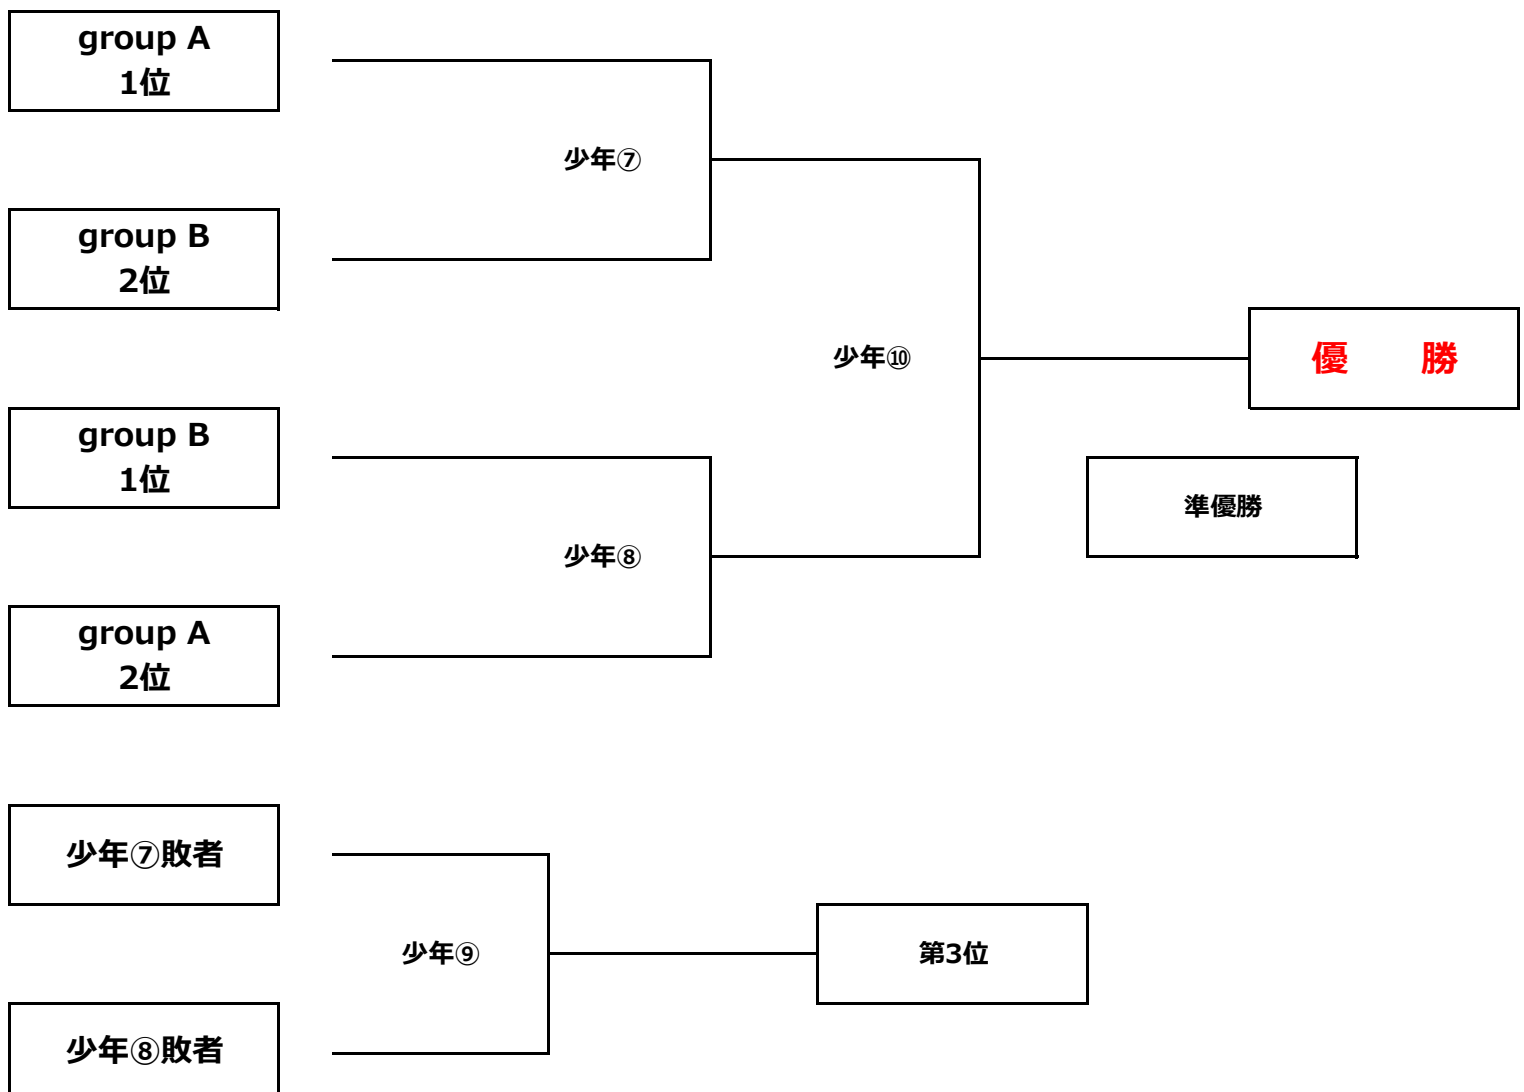 group A
1位
少年⑦
group B
2位
少年⑩
優　勝
group B
1位
準優勝
少年⑧
group A
2位
少年⑦敗者
少年⑨
第3位
少年⑧敗者